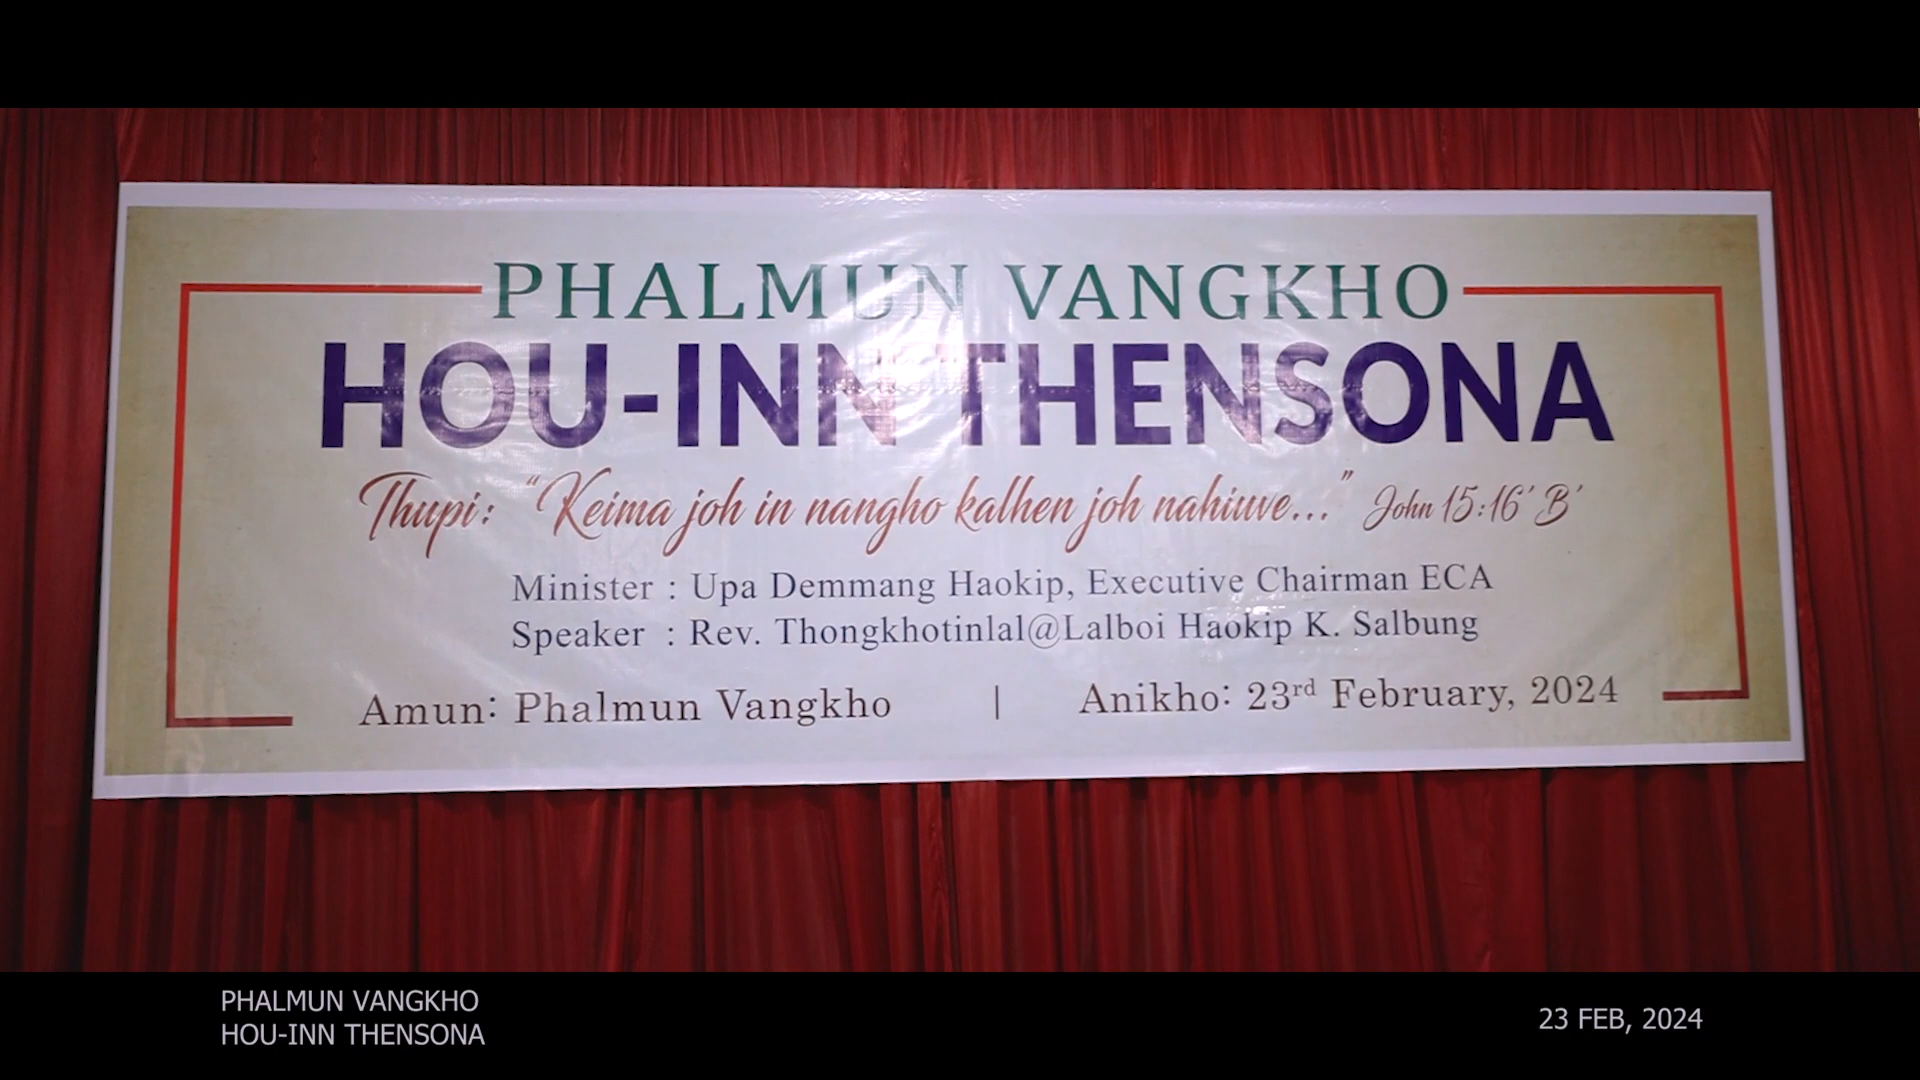 PHALMUN VANGKHO
HOU-INN THENSONA
Thupi: “Keima joh in nangho kalhen joh nahiuve...” John 15:16' B'
Minister : Upa Demmang Haokip, Executive Chairman ECA
Speaker : Rev. Thongkhotinlal@Lalboi Haokip K. Salbung
Amun: Phalmun Vangkho | Anikho: 23rd February, 2024
PHALMUN VANGKHO
HOU-INN THENSONA
23 FEB, 2024